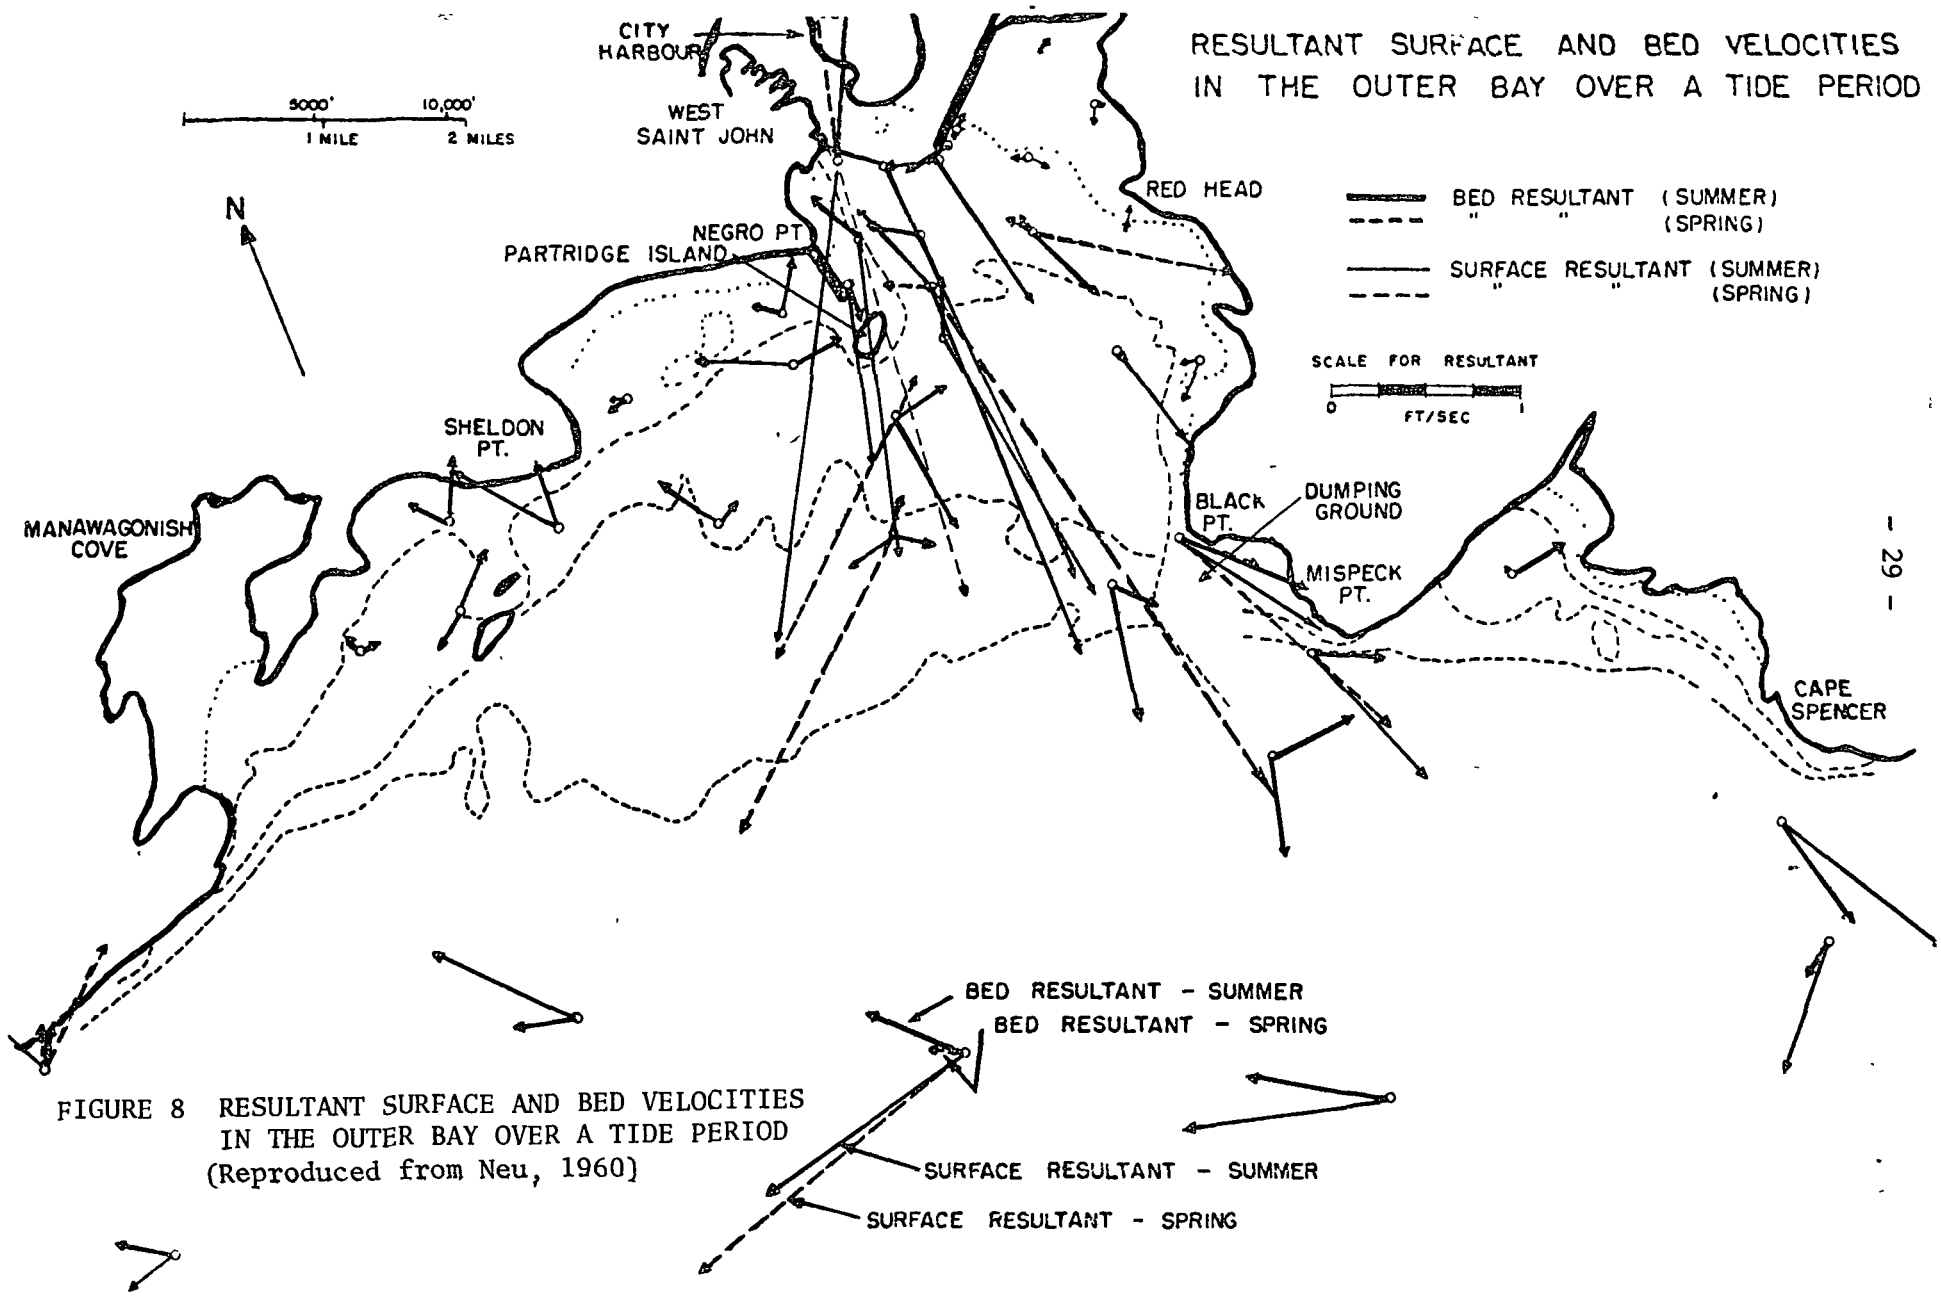 RESULTANT SURFACE AND BED VELOCITIES
IN THE OUTER BAY OVER A TIDE PERIOD
CITY
HARBOUR
5000' 10,000'
1 MILE 2 MILES
WEST
SAINT JOHN
N
RED HEAD
NEGRO PT
PARTRIDGE ISLAND
BED RESULTANT (SUMMER)
" " (SPRING)
SURFACE RESULTANT (SUMMER)
" " (SPRING)
SCALE FOR RESULTANT
0 1
FT/SEC
SHELDON
PT.
MANAWAGONISH
COVE
BLACK
PT.
DUMPING
GROUND
MISPECK
PT.
- 29 -
CAPE
SPENCER
BED RESULTANT - SUMMER
BED RESULTANT - SPRING
SURFACE RESULTANT - SUMMER
SURFACE RESULTANT - SPRING
FIGURE 8 RESULTANT SURFACE AND BED VELOCITIES
IN THE OUTER BAY OVER A TIDE PERIOD
(Reproduced from Neu, 1960)